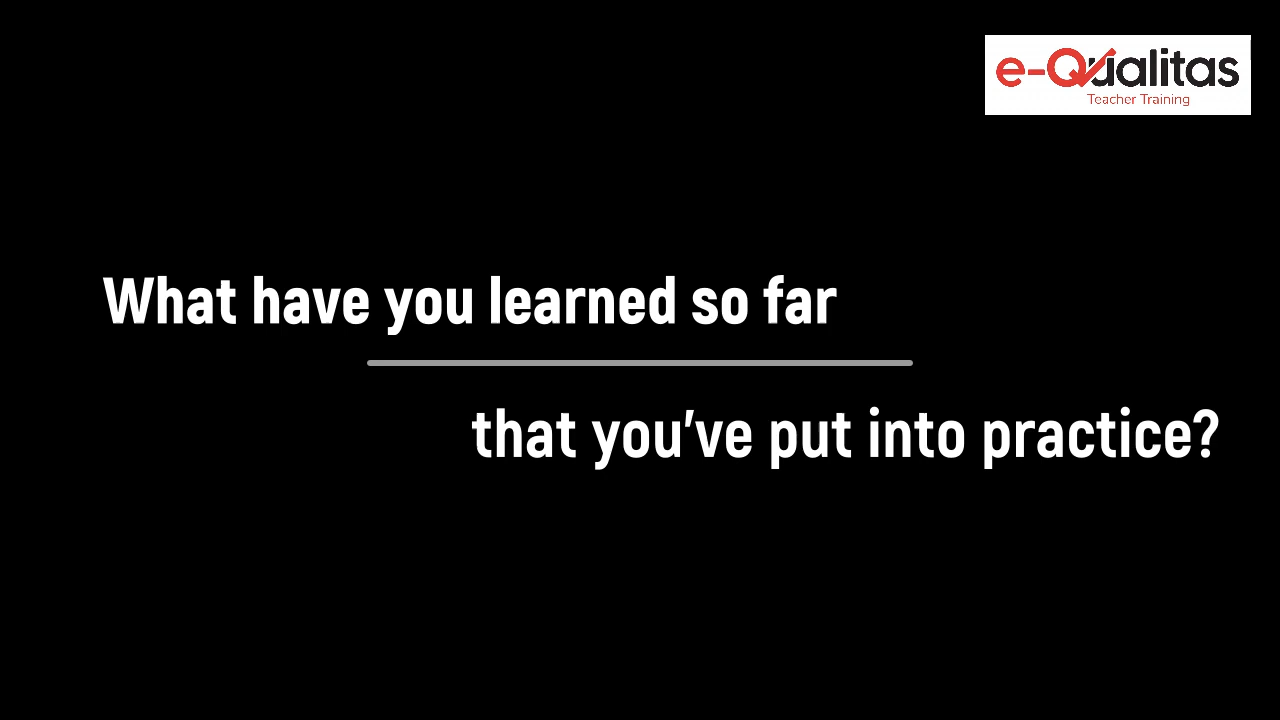 e-Qualitas
Teacher Training
What have you learned so far
that you've put into practice?